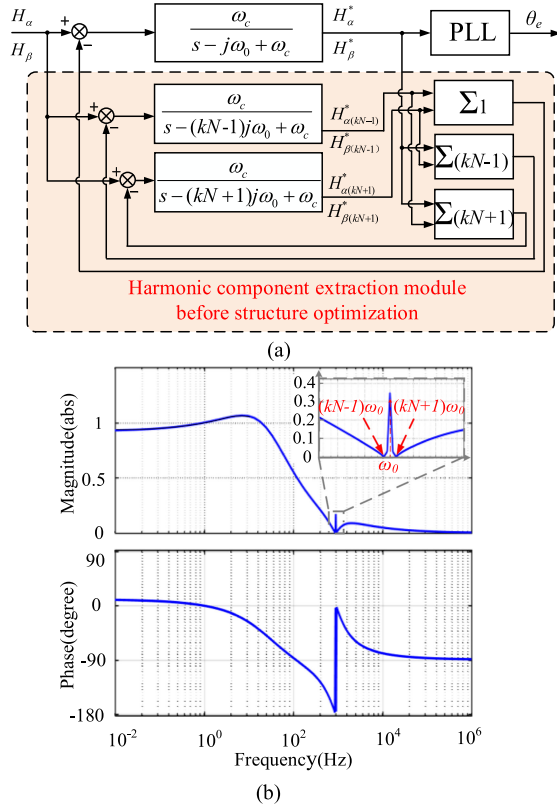 H_α
H_β
+
−
ω_c
s − jω_0 + ω_c
H*_α
H*_β
PLL
θ_e
+
−
ω_c
s − (kN-1)jω_0 + ω_c
H*_α(kN−1)
H*_β(kN-1)
Σ1
+
−
ω_c
s − (kN+1)jω_0 + ω_c
H*_α(kN+1)
H*_β(kN+1)
Σ(kN-1)
Σ(kN+1)
Harmonic component extraction module
before structure optimization
(a)
Magnitude(abs)
1
0.5
0
0.4
0.3
0.2
0.1
0
(kN-1)ω_0
(kN+1)ω_0
ω_0
Phase(degree)
90
0
-90
-180
10^-2
10^0
10^2
10^4
10^6
Frequency(Hz)
(b)